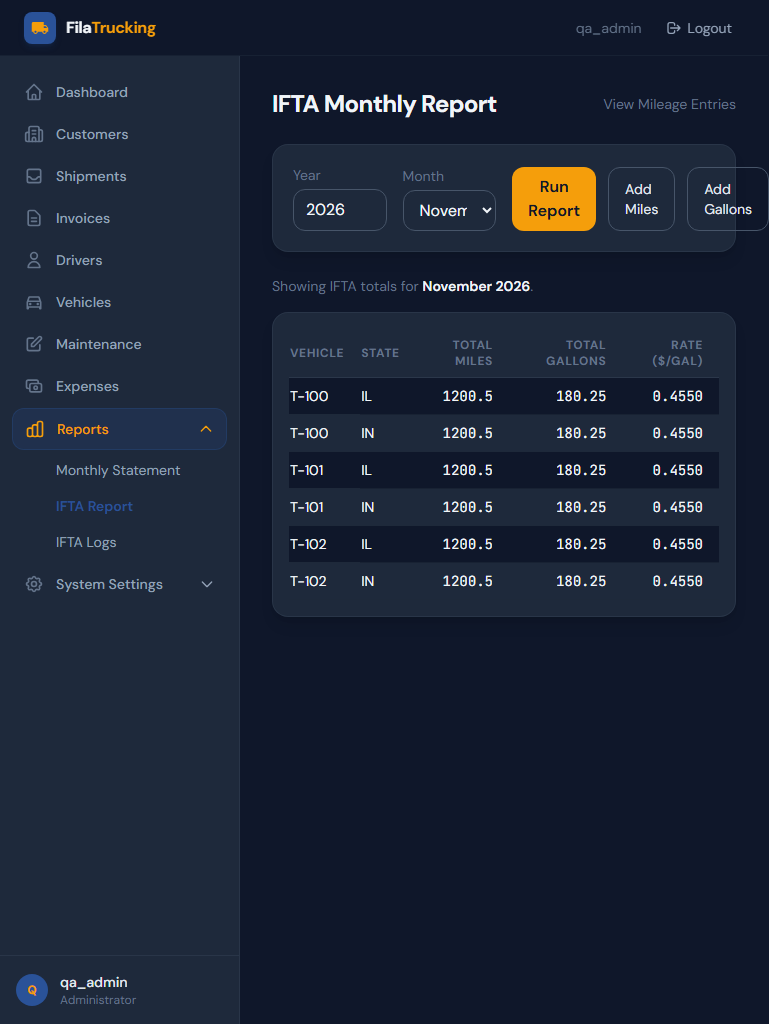 FilaTrucking
qa_admin
Logout
Dashboard
Customers
Shipments
Invoices
Drivers
Vehicles
Maintenance
Expenses
Reports
Monthly Statement
IFTA Report
IFTA Logs
System Settings
Q
qa_admin
Administrator
IFTA Monthly Report
View Mileage Entries
Year
Month
2026
Novem
Run
Report
Add
Miles
Add
Gallons
Showing IFTA totals for November 2026.
VEHICLE STATE TOTAL MILES TOTAL GALLONS RATE ($/GAL)
T-100 IL 1200.5 180.25 0.4550
T-100 IN 1200.5 180.25 0.4550
T-101 IL 1200.5 180.25 0.4550
T-101 IN 1200.5 180.25 0.4550
T-102 IL 1200.5 180.25 0.4550
T-102 IN 1200.5 180.25 0.4550